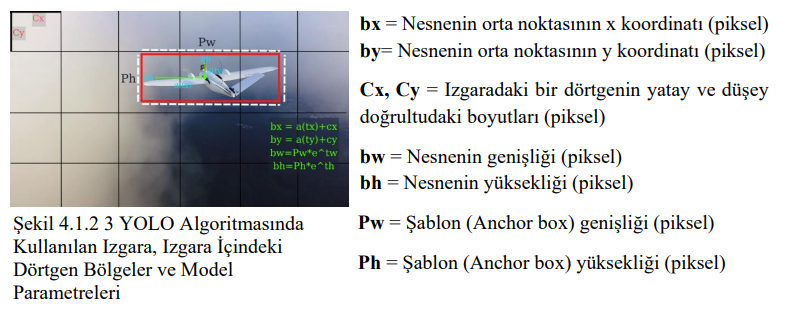 Cx
Cy
Pw
Ph
bx = a(tx)+cx
by = a(ty)+cy
bw=Pw*e^tw
bh=Ph*e^th
Şekil 4.1.2 3 YOLO Algoritmasında
Kullanılan Izgara, Izgara İçindeki
Dörtgen Bölgeler ve Model
Parametreleri
bx = Nesnenin orta noktasının x koordinatı (piksel)
by= Nesnenin orta noktasının y koordinatı (piksel)
Cx, Cy = Izgaradaki bir dörtgenin yatay ve düşey
doğrultudaki boyutları (piksel)
bw = Nesnenin genişliği (piksel)
bh = Nesnenin yüksekliği (piksel)
Pw = Şablon (Anchor box) genişliği (piksel)
Ph = Şablon (Anchor box) yüksekliği (piksel)